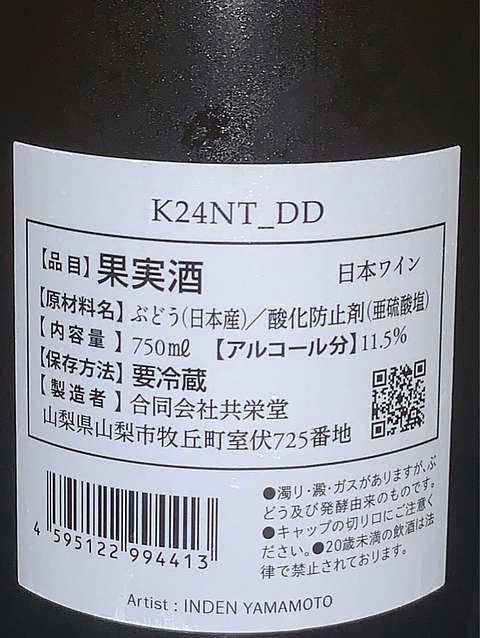 K24NT_DD
【品目】果実酒 日本ワイン
【原材料名】ぶどう(日本産)／酸化防止剤(亜硫酸塩)
【内容量】750mℓ 【アルコール分】11.5%
【保存方法】要冷蔵
【製造者】合同会社共栄堂
山梨県山梨市牧丘町室伏725番地
●濁り・澱・ガスがありますが、ぶ
どう及び発酵由来のものです。
●キャップの切り口にご注意く
ださい。●20歳未満の飲酒は法
律で禁止されております。
4 595122 994413
Artist : INDEN YAMAMOTO